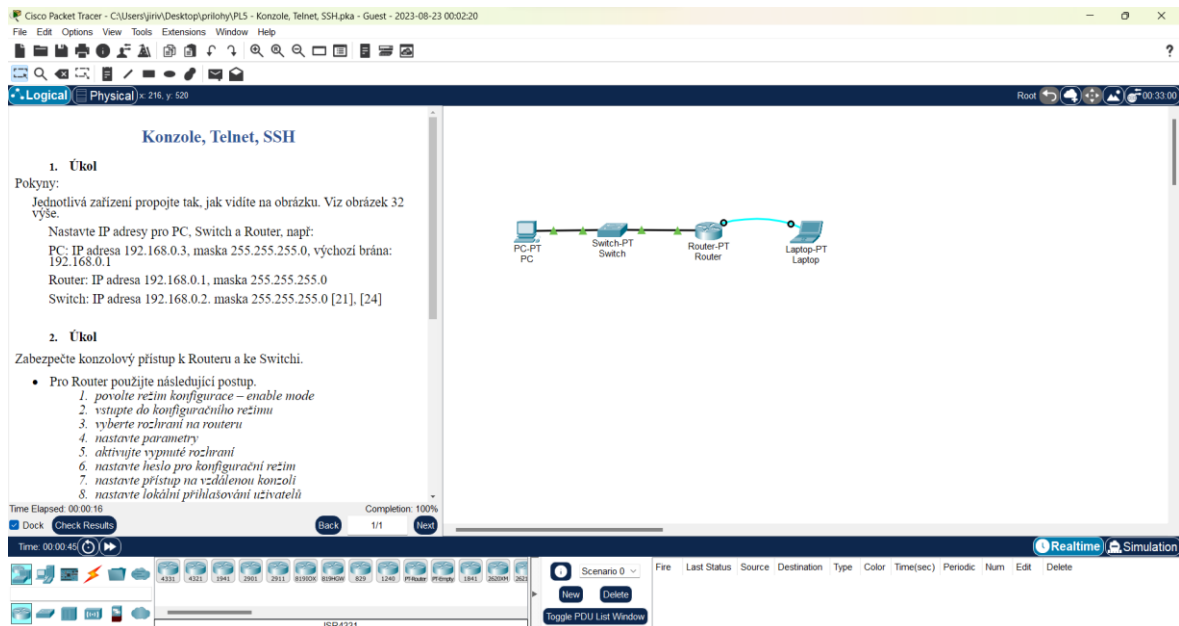 Cisco Packet Tracer - C:\Users\jiriv\Desktop\prilohy\PL5 - Konzole, Telnet, SSH.pka - Guest - 2023-08-23 00:02:20
File Edit Options View Tools Extensions Window Help
Logical Physical x: 216, y: 520
Root 00:33:00
Konzole, Telnet, SSH
1. Úkol
Pokyny:
Jednotlivá zařízení propojte tak, jak vidíte na obrázku. Viz obrázek 32
výše.
Nastavte IP adresy pro PC, Switch a Router, např:
PC: IP adresa 192.168.0.3, maska 255.255.255.0, výchozí brána:
192.168.0.1
Router: IP adresa 192.168.0.1, maska 255.255.255.0
Switch: IP adresa 192.168.0.2. maska 255.255.255.0 [21], [24]
2. Úkol
Zabezpečte konzolový přístup k Routeru a ke Switchi.
• Pro Router použijte následující postup.
1. povolte režim konfigurace – enable mode
2. vstupte do konfiguračního režimu
3. vyberte rozhraní na routeru
4. nastavte parametry
5. aktivujte vypnuté rozhraní
6. nastavte heslo pro konfigurační režim
7. nastavte přístup na vzdálenou konzoli
8. nastavte lokální přihlašování uživatelů
PC-PT
PC
Switch-PT
Switch
Router-PT
Router
Laptop-PT
Laptop
Time Elapsed: 00:00:16 Completion: 100%
Dock Check Results Back 1/1 Next
Time: 00:00:45 Realtime Simulation
4331 4321 1941 2901 2911 819IOX 819HGW 829 1240 PT-Router PT-Empty 1841 2620XM 2621
ISR4331
Scenario 0
New Delete
Toggle PDU List Window
Fire Last Status Source Destination Type Color Time(sec) Periodic Num Edit Delete